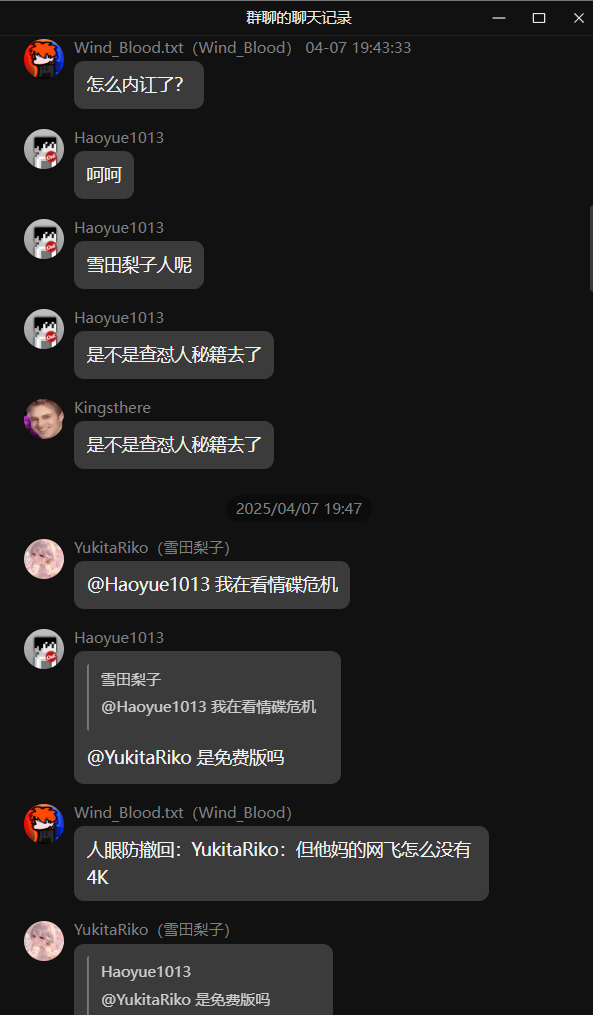 群聊的聊天记录
Wind_Blood.txt（Wind_Blood） 04-07 19:43:33
怎么内讧了？
Haoyue1013
呵呵
Haoyue1013
雪田梨子人呢
Haoyue1013
是不是查怼人秘籍去了
Kingsthere
是不是查怼人秘籍去了
2025/04/07 19:47
YukitaRiko（雪田梨子）
@Haoyue1013 我在看情碟危机
Haoyue1013
雪田梨子
@Haoyue1013 我在看情碟危机
@YukitaRiko 是免费版吗
Wind_Blood.txt（Wind_Blood）
人眼防撤回：YukitaRiko：但他妈的网飞怎么没有
4K
YukitaRiko（雪田梨子）
Haoyue1013
@YukitaRiko 是免费版吗